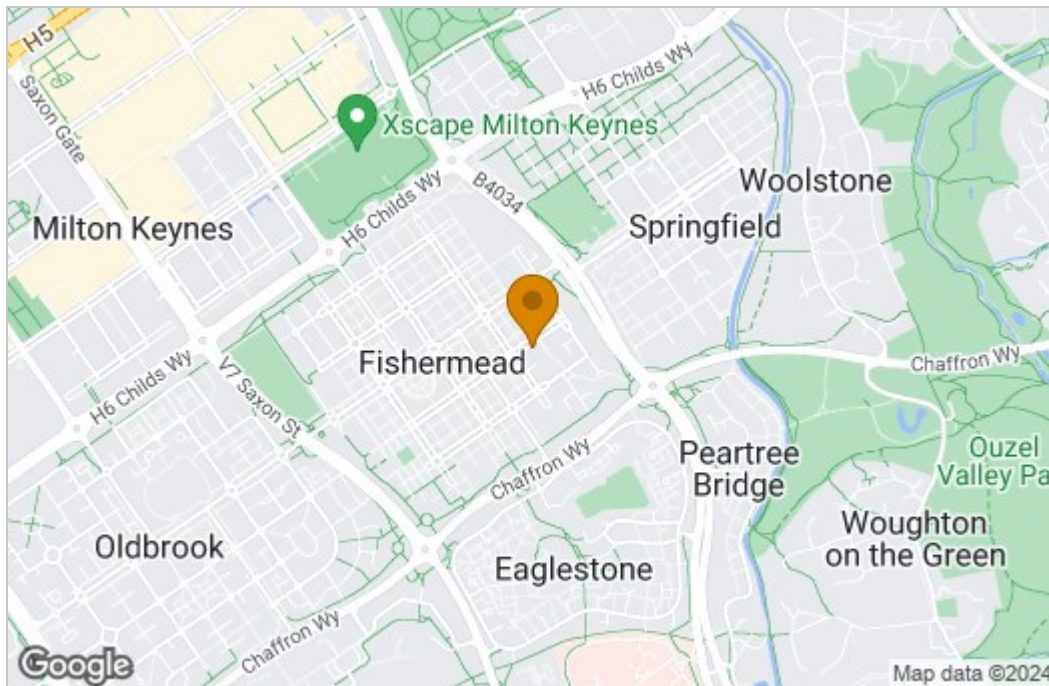 H5
Saxon Gate
H6 Childs Wy
Xscape Milton Keynes
B4034
Woolstone
Springfield
Milton Keynes
H6 Childs Wy
Fishermead
Chaffron Wy
H6 Childs Wy
V7 Saxon St
Chaffron Wy
Peartree
Bridge
Ouzel
Valley Pa
Oldbrook
Eaglestone
Woughton
on the Green
Chaffron Wy
Google
Map data ©2024